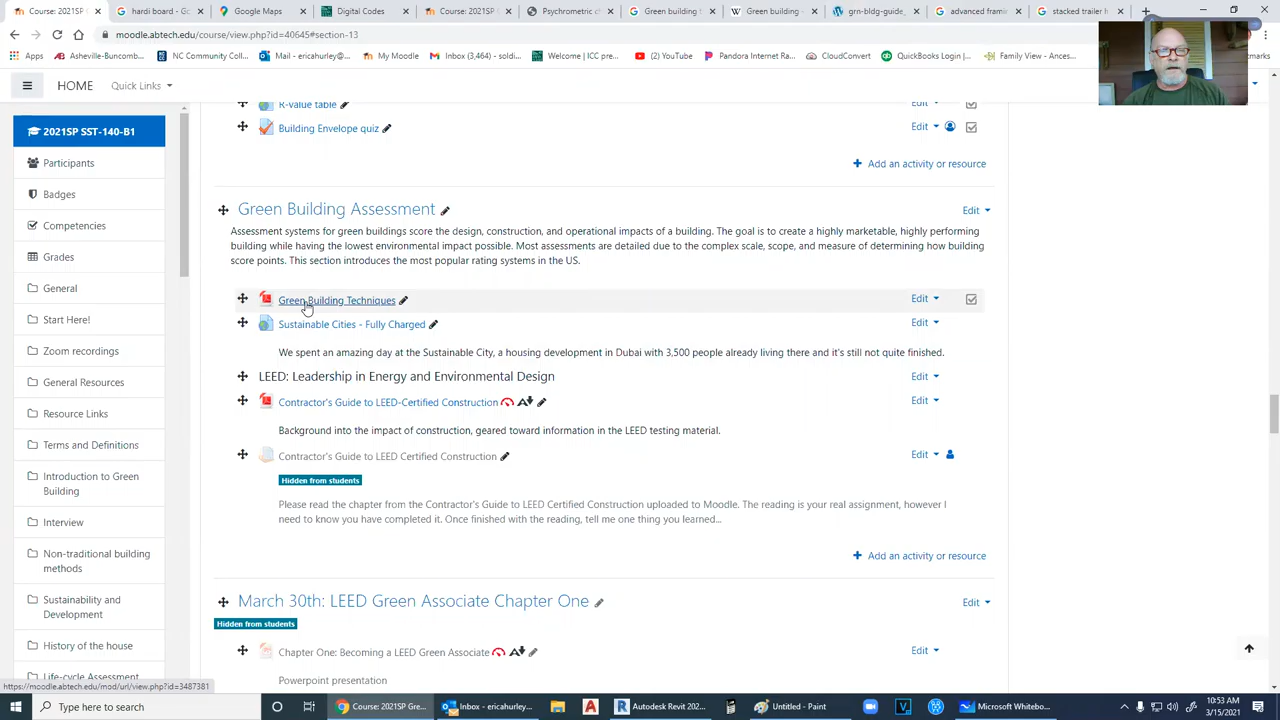 Course: 2021SP
hardi board - Go
Google Maps
Digital Codes
Course: 2021SP
Psychrometric c
Green building
Green building
grn-bldg-guide_
advanced framin
stacked trailer h
moodle.abtech.edu/course/view.php?id=40645#section-13
Apps
Asheville-Buncomb...
NC Community Coll...
Mail - ericahurley@...
My Moodle
Inbox (3,464) - soldi...
Welcome ICC pre...
(2) YouTube
Pandora Internet Ra...
CloudConvert
QuickBooks Login |...
Family View - Ances...
HOME
Quick Links
2021SP SST-140-B1
Participants
Badges
Competencies
Grades
General
Start Here!
Zoom recordings
General Resources
Resource Links
Terms and Definitions
Introduction to Green
Building
Interview
Non-traditional building
methods
Sustainability and
Development
History of the house
Life-cycle Assessment
R-value table
Edit
Building Envelope quiz
Edit
Add an activity or resource
Green Building Assessment
Edit
Assessment systems for green buildings score the design, construction, and operational impacts of a building. The goal is to create a highly marketable, highly performing
building while having the lowest environmental impact possible. Most assessments are detailed due to the complex scale, scope, and measure of determining how building
score points. This section introduces the most popular rating systems in the US.
Green Building Techniques
Edit
Sustainable Cities - Fully Charged
Edit
We spent an amazing day at the Sustainable City, a housing development in Dubai with 3,500 people already living there and it's still not quite finished.
LEED: Leadership in Energy and Environmental Design
Edit
Contractor's Guide to LEED-Certified Construction
Edit
Background into the impact of construction, geared toward information in the LEED testing material.
Contractor's Guide to LEED Certified Construction
Edit
Hidden from students
Please read the chapter from the Contractor's Guide to LEED Certified Construction uploaded to Moodle. The reading is your real assignment, however I
need to know you have completed it. Once finished with the reading, tell me one thing you learned...
Add an activity or resource
March 30th: LEED Green Associate Chapter One
Edit
Hidden from students
Chapter One: Becoming a LEED Green Associate
Edit
Powerpoint presentation
https://moodle.abtech.edu/mod/url/view.php?id=3487381
Type here to search
Course: 2021SP Gre...
Inbox - ericahurley@...
Autodesk Revit 202...
Untitled - Paint
Microsoft Whitebo...
10:53 AM
3/15/2021